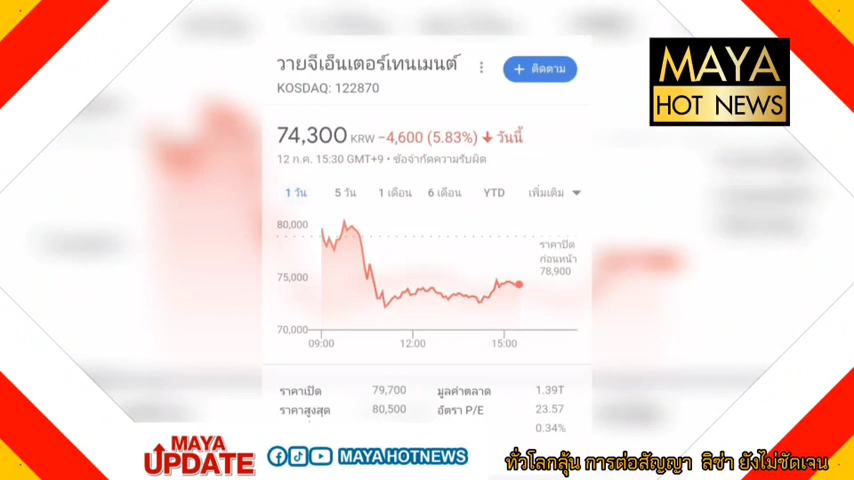 วายจีเอ็นเตอร์เทนเมนต์
KOSDAQ: 122870
+ ติดตาม
MAYA
HOT NEWS
74,300 KRW −4,600 (5.83%) วันนี้
12 ก.ค. 15:30 GMT+9 • ข้อจำกัดความรับผิด
1 วัน 5 วัน 1 เดือน 6 เดือน YTD เพิ่มเติม
80,000
75,000
70,000
ราคาปิด
ก่อนหน้า
78,900
09:00 12:00 15:00
ราคาเปิด 79,700 มูลค่าตลาด 1.39T
ราคาสูงสุด 80,500 อัตรา P/E 23.57
0.34%
MAYA
UPDATE
MAYA HOTNEWS
ทั่วโลกลุ้น การต่อสัญญา ลิซ่า ยังไม่ชัดเจน